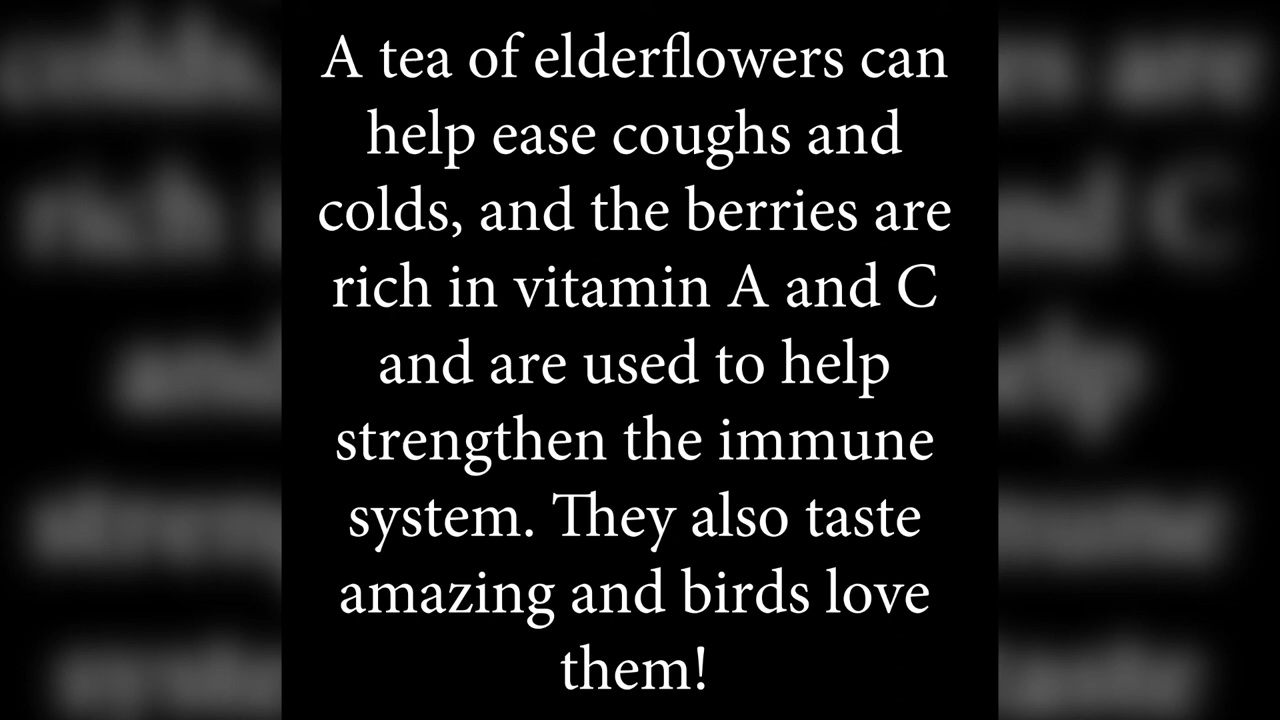 A tea of elderflowers can
help ease coughs and
colds, and the berries are
rich in vitamin A and C
and are used to help
strengthen the immune
system. They also taste
amazing and birds love
them!